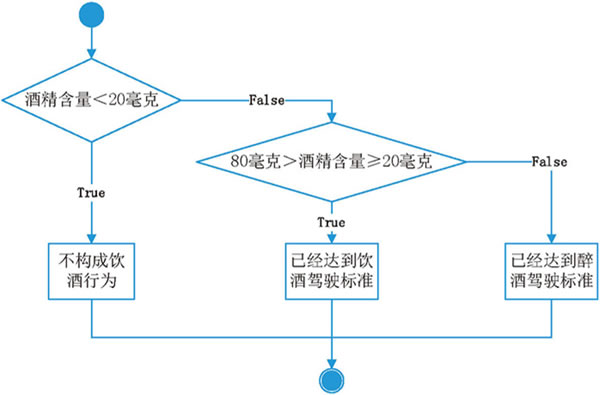 酒精含量＜20毫克
False
80毫克＞酒精含量≥20毫克
False
True
True
不构成饮
酒行为
已经达到饮
酒驾驶标准
已经达到醉
酒驾驶标准